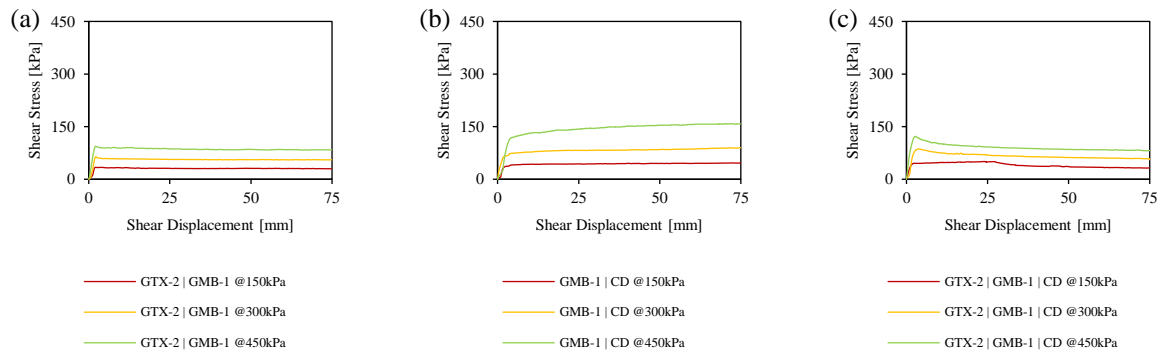 (a)
450
300
150
0
Shear Stress [kPa]
0 25 50 75
Shear Displacement [mm]
GTX-2 | GMB-1 @150kPa
GTX-2 | GMB-1 @300kPa
GTX-2 | GMB-1 @450kPa
(b)
450
300
150
0
Shear Stress [kPa]
0 25 50 75
Shear Displacement [mm]
GMB-1 | CD @150kPa
GMB-1 | CD @300kPa
GMB-1 | CD @450kPa
(c)
450
300
150
0
Shear Stress [kPa]
0 25 50 75
Shear Displacement [mm]
GTX-2 | GMB-1 | CD @150kPa
GTX-2 | GMB-1 | CD @300kPa
GTX-2 | GMB-1 | CD @450kPa